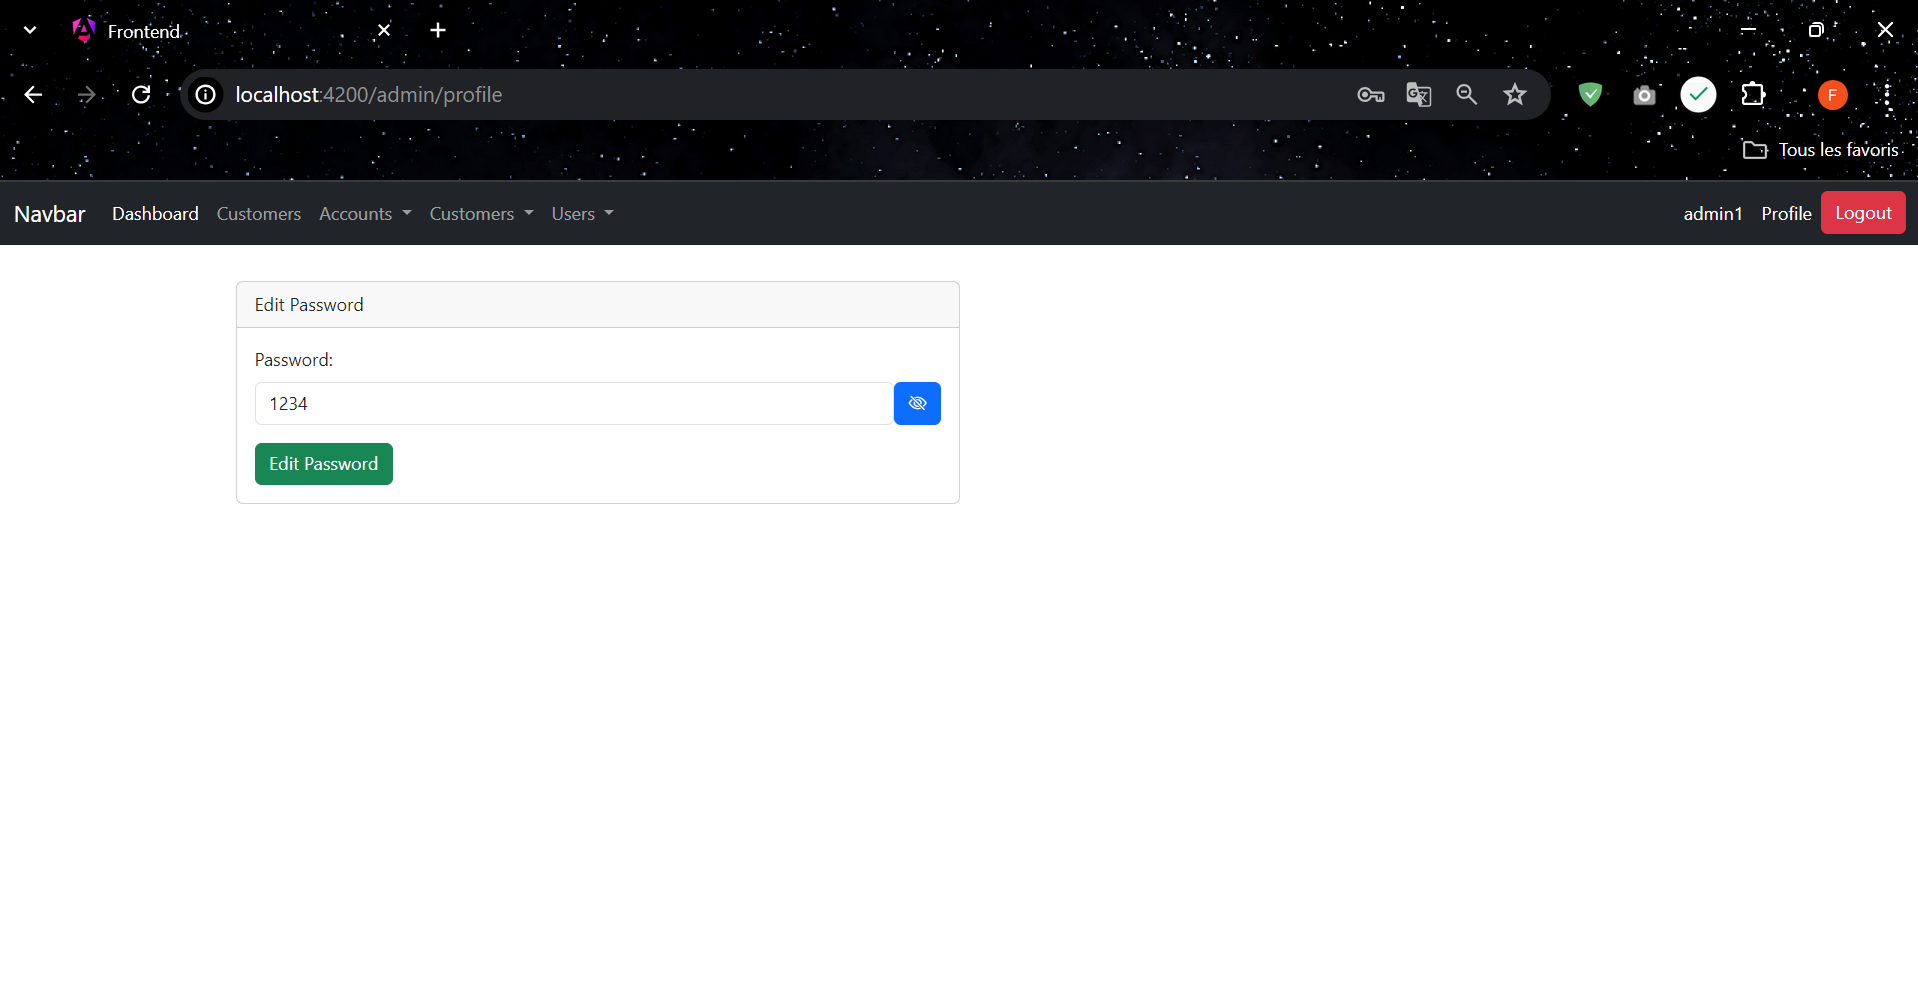 Frontend
localhost:4200/admin/profile
F
Tous les favoris
Navbar Dashboard Customers Accounts Customers Users admin1 Profile Logout
Edit Password
Password:
1234
Edit Password